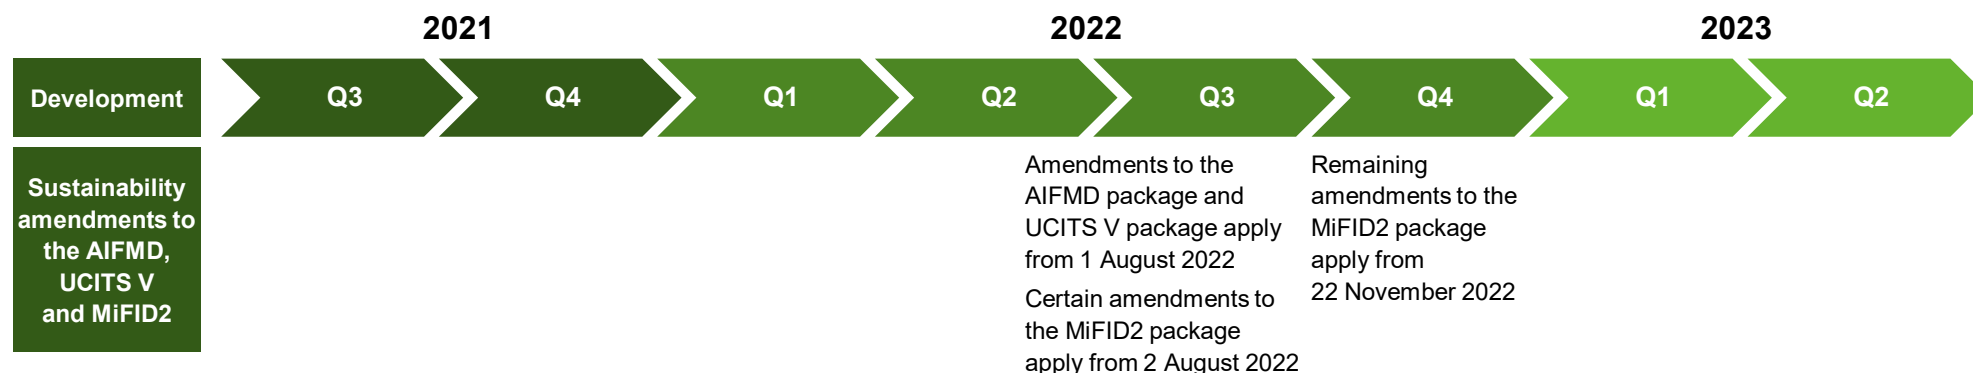 2021
2022
2023
Development
Q3
Q4
Q1
Q2
Q3
Q4
Q1
Q2
Sustainability
amendments to
the AIFMD,
UCITS V
and MiFID2
Amendments to the
AIFMD package and
UCITS V package apply
from 1 August 2022
Certain amendments to
the MiFID2 package
apply from 2 August 2022
Remaining
amendments to the
MiFID2 package
apply from
22 November 2022